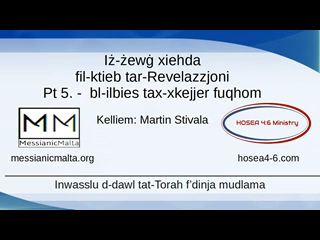 Iż-żewġ xiehda
fil-ktieb tar-Revelazzjoni
Pt 5. - bl-ilbies tax-xkejjer fuqhom
Kelliem: Martin Stivala
M M
MessianicMalta
HOSEA 4:6 Ministry
messianicmalta.org
hosea4-6.com
Inwasslu d-dawl tat-Torah f'dinja mudlama